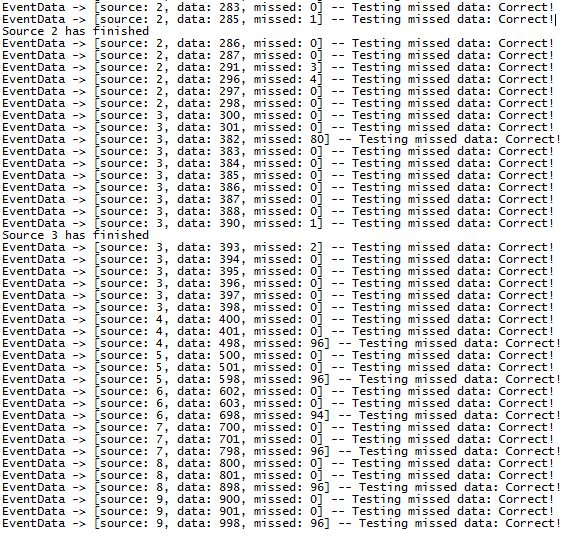 EventData -> [source: 2, data: 283, missed: 0] -- Testing missed data: Correct!
EventData -> [source: 2, data: 285, missed: 1] -- Testing missed data: Correct!
Source 2 has finished
EventData -> [source: 2, data: 286, missed: 0] -- Testing missed data: Correct!
EventData -> [source: 2, data: 287, missed: 0] -- Testing missed data: Correct!
EventData -> [source: 2, data: 291, missed: 3] -- Testing missed data: Correct!
EventData -> [source: 2, data: 296, missed: 4] -- Testing missed data: Correct!
EventData -> [source: 2, data: 297, missed: 0] -- Testing missed data: Correct!
EventData -> [source: 2, data: 298, missed: 0] -- Testing missed data: Correct!
EventData -> [source: 3, data: 300, missed: 0] -- Testing missed data: Correct!
EventData -> [source: 3, data: 301, missed: 0] -- Testing missed data: Correct!
EventData -> [source: 3, data: 382, missed: 80] -- Testing missed data: Correct!
EventData -> [source: 3, data: 383, missed: 0] -- Testing missed data: Correct!
EventData -> [source: 3, data: 384, missed: 0] -- Testing missed data: Correct!
EventData -> [source: 3, data: 385, missed: 0] -- Testing missed data: Correct!
EventData -> [source: 3, data: 386, missed: 0] -- Testing missed data: Correct!
EventData -> [source: 3, data: 387, missed: 0] -- Testing missed data: Correct!
EventData -> [source: 3, data: 388, missed: 0] -- Testing missed data: Correct!
EventData -> [source: 3, data: 390, missed: 1] -- Testing missed data: Correct!
Source 3 has finished
EventData -> [source: 3, data: 393, missed: 2] -- Testing missed data: Correct!
EventData -> [source: 3, data: 394, missed: 0] -- Testing missed data: Correct!
EventData -> [source: 3, data: 395, missed: 0] -- Testing missed data: Correct!
EventData -> [source: 3, data: 396, missed: 0] -- Testing missed data: Correct!
EventData -> [source: 3, data: 397, missed: 0] -- Testing missed data: Correct!
EventData -> [source: 3, data: 398, missed: 0] -- Testing missed data: Correct!
EventData -> [source: 4, data: 400, missed: 0] -- Testing missed data: Correct!
EventData -> [source: 4, data: 401, missed: 0] -- Testing missed data: Correct!
EventData -> [source: 4, data: 498, missed: 96] -- Testing missed data: Correct!
EventData -> [source: 5, data: 500, missed: 0] -- Testing missed data: Correct!
EventData -> [source: 5, data: 501, missed: 0] -- Testing missed data: Correct!
EventData -> [source: 5, data: 598, missed: 96] -- Testing missed data: Correct!
EventData -> [source: 6, data: 602, missed: 0] -- Testing missed data: Correct!
EventData -> [source: 6, data: 603, missed: 0] -- Testing missed data: Correct!
EventData -> [source: 6, data: 698, missed: 94] -- Testing missed data: Correct!
EventData -> [source: 7, data: 700, missed: 0] -- Testing missed data: Correct!
EventData -> [source: 7, data: 701, missed: 0] -- Testing missed data: Correct!
EventData -> [source: 7, data: 798, missed: 96] -- Testing missed data: Correct!
EventData -> [source: 8, data: 800, missed: 0] -- Testing missed data: Correct!
EventData -> [source: 8, data: 801, missed: 0] -- Testing missed data: Correct!
EventData -> [source: 8, data: 898, missed: 96] -- Testing missed data: Correct!
EventData -> [source: 9, data: 900, missed: 0] -- Testing missed data: Correct!
EventData -> [source: 9, data: 901, missed: 0] -- Testing missed data: Correct!
EventData -> [source: 9, data: 998, missed: 96] -- Testing missed data: Correct!